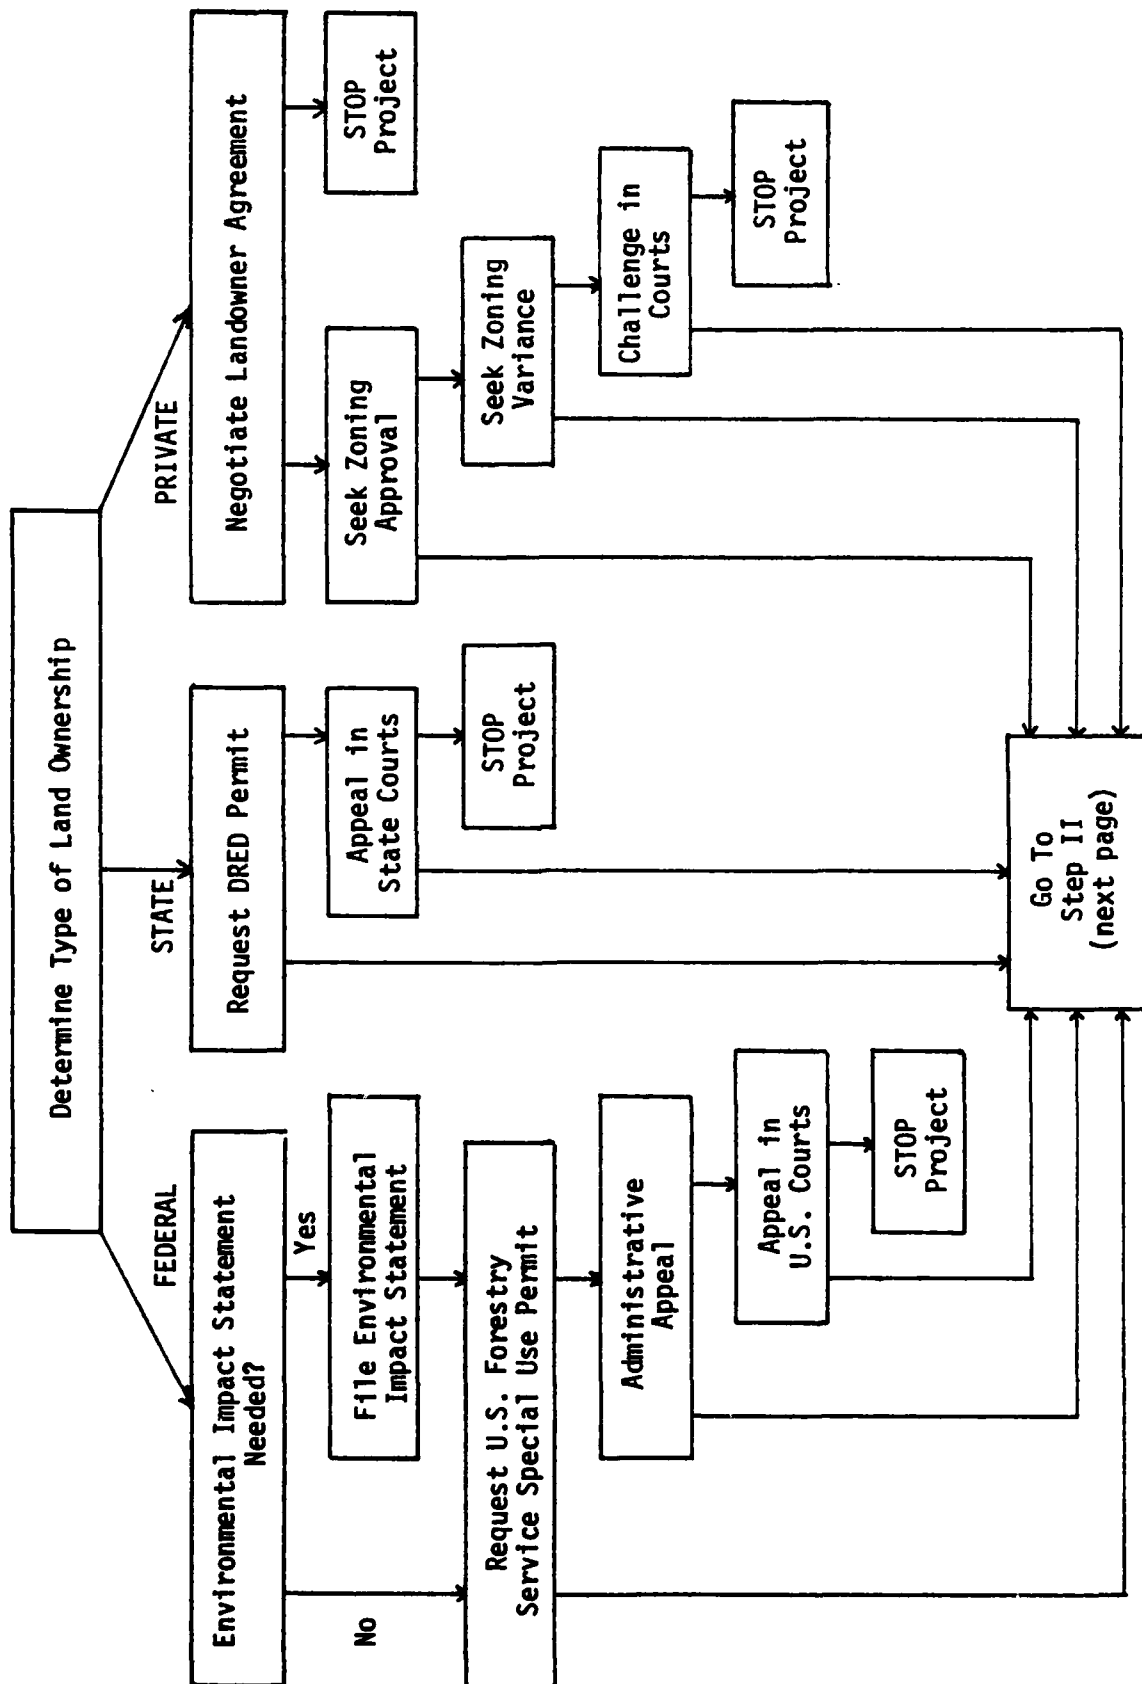 Determine Type of Land Ownership
FEDERAL
STATE
PRIVATE
Environmental Impact Statement
Needed?
Request DRED Permit
Negotiate Landowner Agreement
Yes
No
File Environmental
Impact Statement
Appeal in
State Courts
Seek Zoning
Approval
STOP
Project
Request U.S. Forestry
Service Special Use Permit
STOP
Project
Seek Zoning
Variance
Administrative
Appeal
Challenge in
Courts
Appeal in
U.S. Courts
STOP
Project
STOP
Project
Go To
Step II
(next page)